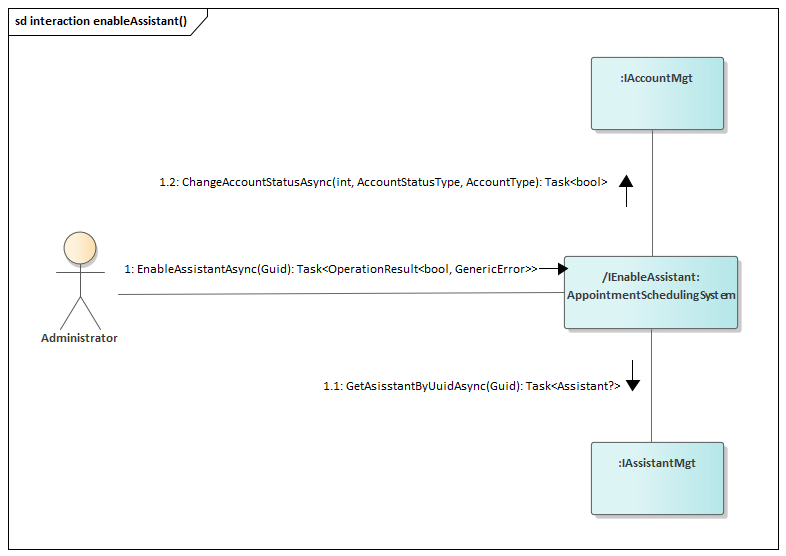 sd interaction enableAssistant()
:IAccountMgt
1.2: ChangeAccountStatusAsync(int, AccountStatusType, AccountType): Task<bool>
1: EnableAssistantAsync(Guid): Task<OperationResult<bool, GenericError>>
/IEnableAssistant:
AppointmentSchedulingSystem
Administrator
1.1: GetAsisstantByUuidAsync(Guid): Task<Assistant?>
:IAssistantMgt